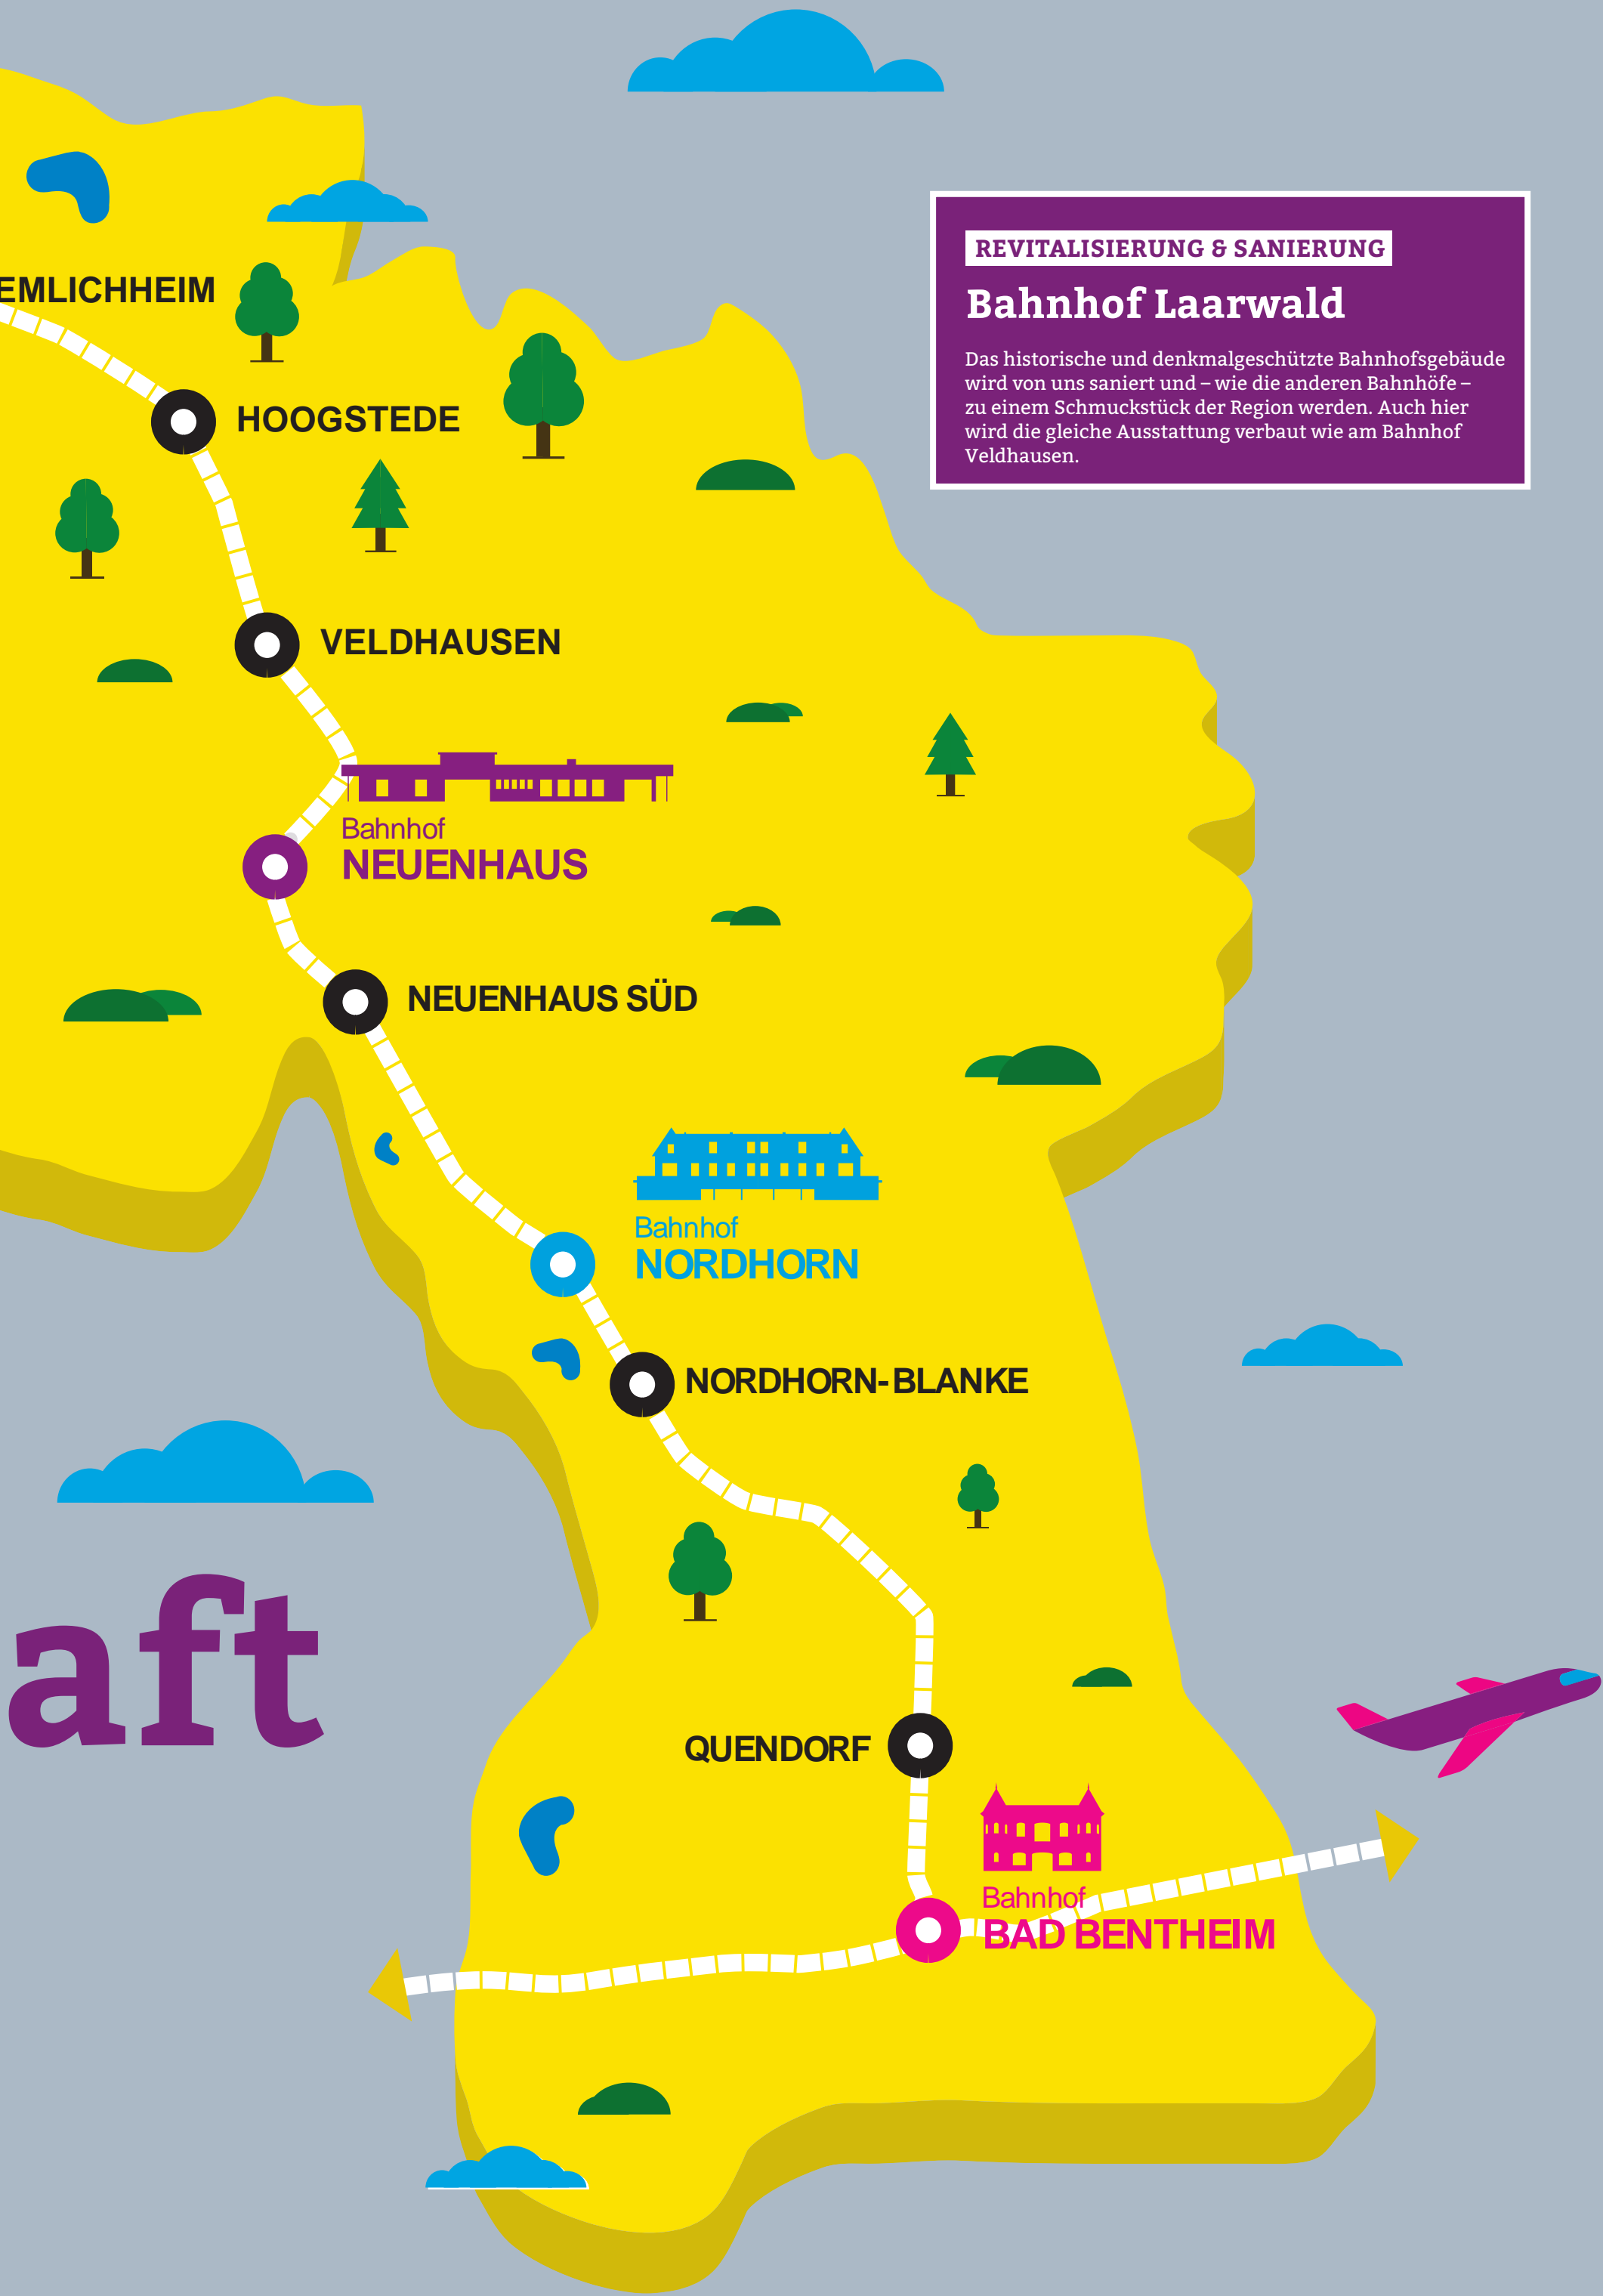 REVITALISIERUNG & SANIERUNG
Bahnhof Laarwald
Das historische und denkmalgeschützte Bahnhofsgebäude
wird von uns saniert und – wie die anderen Bahnhöfe –
zu einem Schmuckstück der Region werden. Auch hier
wird die gleiche Ausstattung verbaut wie am Bahnhof
Veldhausen.
EMLICHHEIM
HOOGSTEDE
VELDHAUSEN
Bahnhof
NEUENHAUS
NEUENHAUS SÜD
Bahnhof
NORDHORN
NORDHORN-BLANKE
aft
QUENDORF
Bahnhof
BAD BENTHEIM